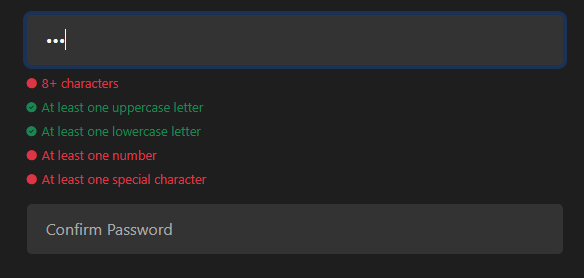 •••
8+ characters
At least one uppercase letter
At least one lowercase letter
At least one number
At least one special character
Confirm Password